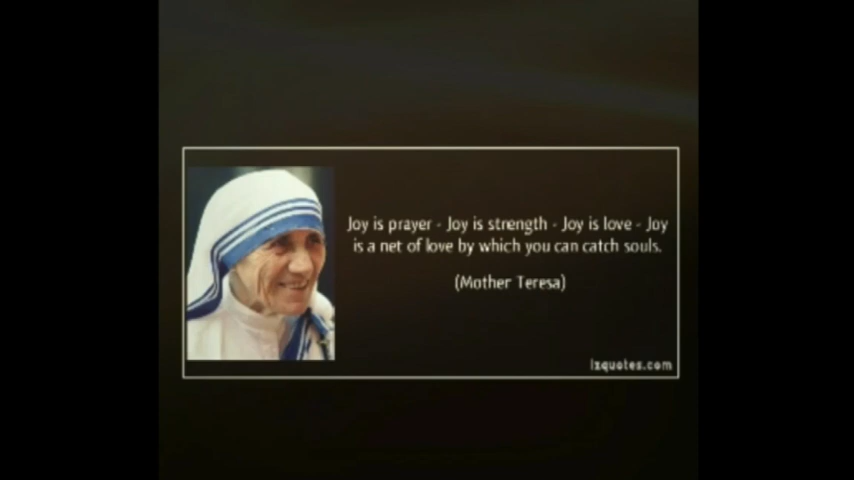 Joy is prayer - Joy is strength - Joy is love - Joy
is a net of love by which you can catch souls.
(Mother Teresa)
izquotes.com